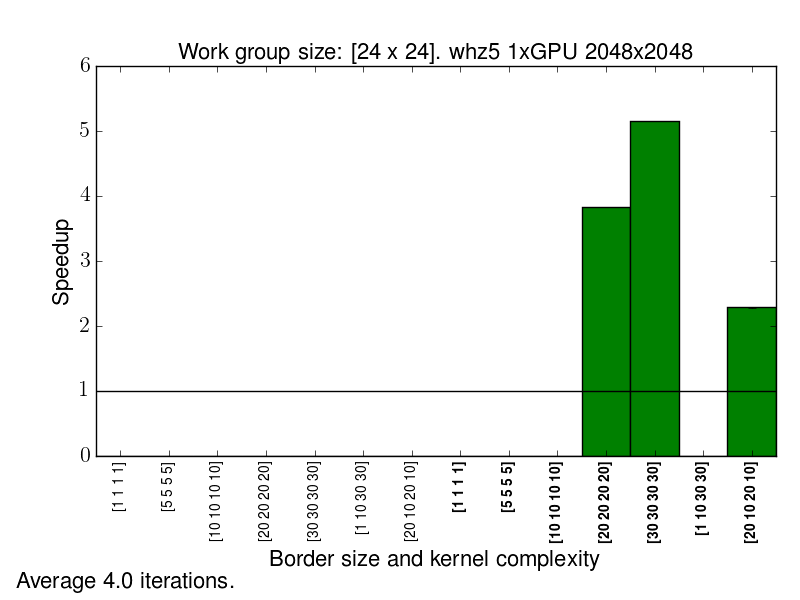 Work group size: [24 x 24]. whz5 1xGPU 2048x2048
6
5
4
3
2
1
0
Speedup
[1 1 1 1]
[5 5 5 5]
[10 10 10 10]
[20 20 20 20]
[30 30 30 30]
[1 10 30 30]
[20 10 20 10]
[1 1 1 1]
[5 5 5 5]
[10 10 10 10]
[20 20 20 20]
[30 30 30 30]
[1 10 30 30]
[20 10 20 10]
Border size and kernel complexity
Average 4.0 iterations.